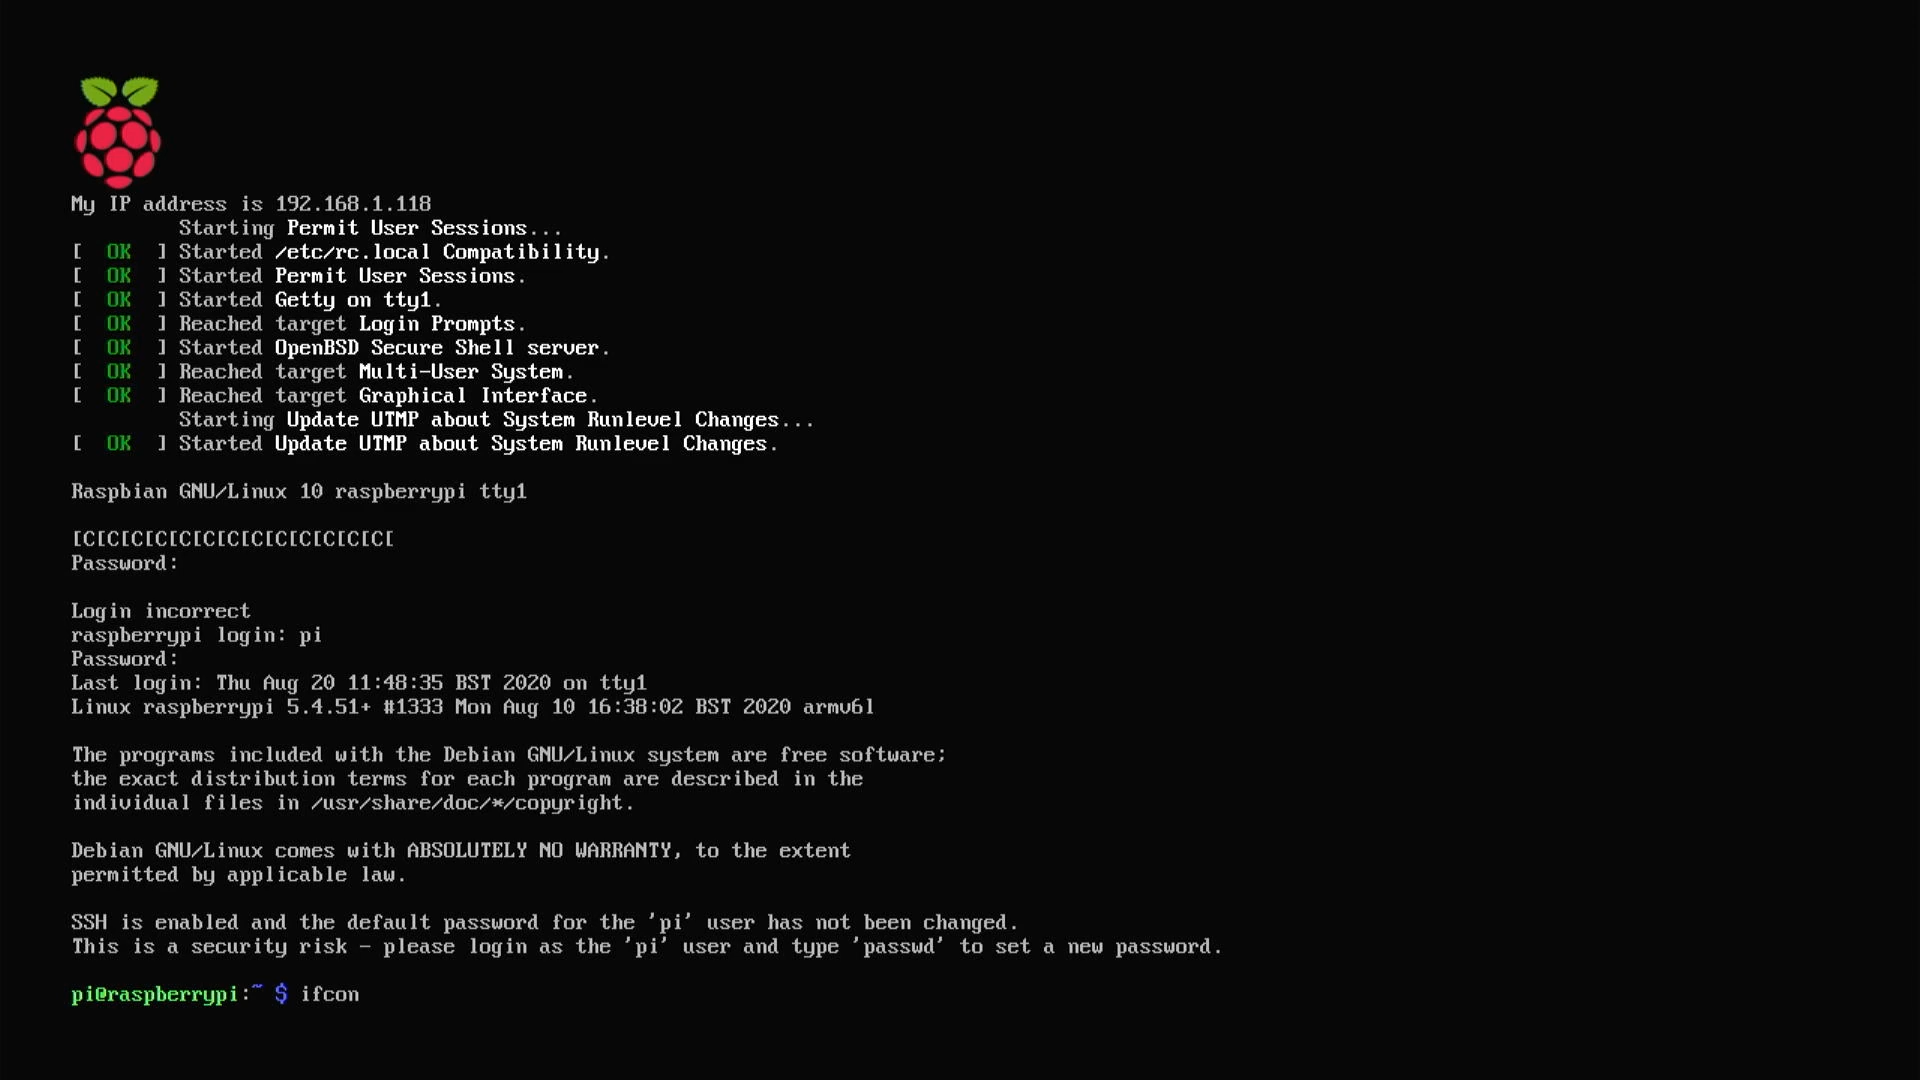 My IP address is 192.168.1.118
Starting Permit User Sessions...
[  OK  ] Started /etc/rc.local Compatibility.
[  OK  ] Started Permit User Sessions.
[  OK  ] Started Getty on tty1.
[  OK  ] Reached target Login Prompts.
[  OK  ] Started OpenBSD Secure Shell server.
[  OK  ] Reached target Multi-User System.
[  OK  ] Reached target Graphical Interface.
Starting Update UTMP about System Runlevel Changes...
[  OK  ] Started Update UTMP about System Runlevel Changes.
Raspbian GNU/Linux 10 raspberrypi tty1
[C[C[C[C[C[C[C[C[C[C[C[C[C[
Password:
Login incorrect
raspberrypi login: pi
Password:
Last login: Thu Aug 20 11:48:35 BST 2020 on tty1
Linux raspberrypi 5.4.51+ #1333 Mon Aug 10 16:38:02 BST 2020 armv6l
The programs included with the Debian GNU/Linux system are free software;
the exact distribution terms for each program are described in the
individual files in /usr/share/doc/*/copyright.
Debian GNU/Linux comes with ABSOLUTELY NO WARRANTY, to the extent
permitted by applicable law.
SSH is enabled and the default password for the 'pi' user has not been changed.
This is a security risk - please login as the 'pi' user and type 'passwd' to set a new password.
pi@raspberrypi:~ $ ifcon